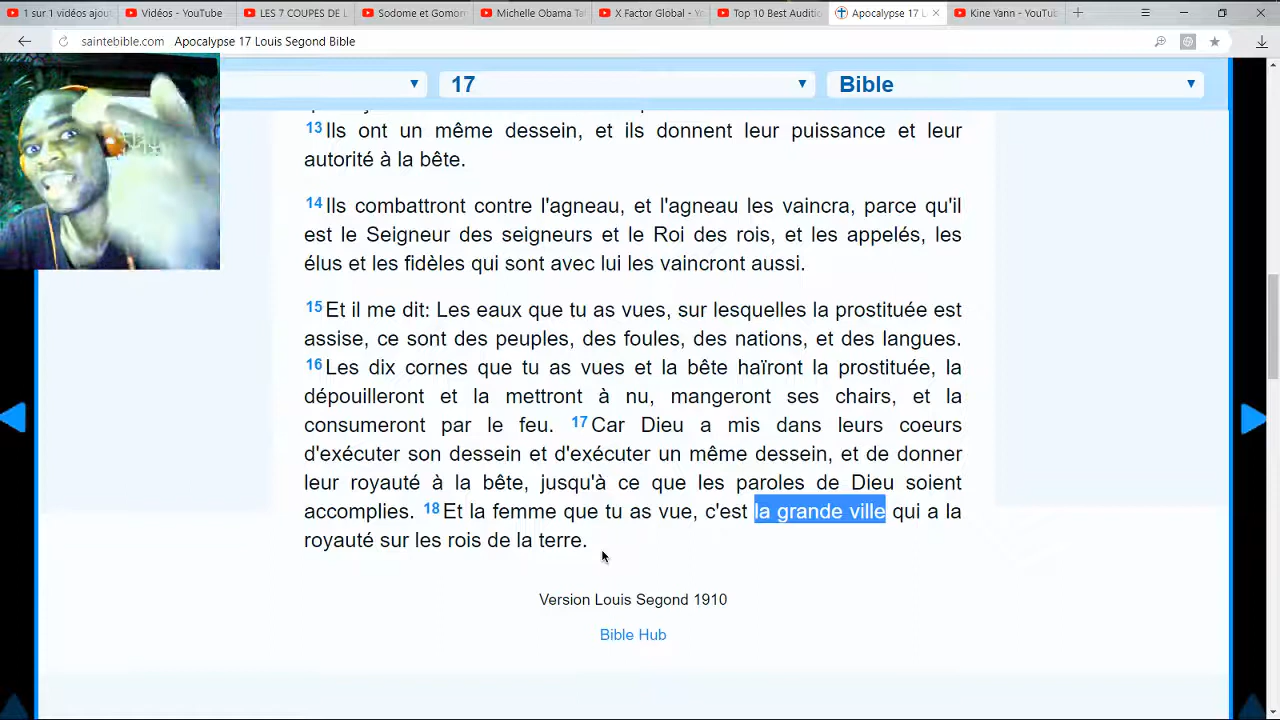 1 sur 1 vidéos ajou
Vidéos - YouTube
LES 7 COUPES DE L
Sodome et Gomor
Michelle Obama Ta
X Factor Global - Yo
Top 10 Best Auditi
Apocalypse 17 L
Kine Yann - YouTub
saintebible.com Apocalypse 17 Louis Segond Bible
17
Bible
13 Ils ont un même dessein, et ils donnent leur puissance et leur
autorité à la bête.
14 Ils combattront contre l'agneau, et l'agneau les vaincra, parce qu'il
est le Seigneur des seigneurs et le Roi des rois, et les appelés, les
élus et les fidèles qui sont avec lui les vaincront aussi.
15 Et il me dit: Les eaux que tu as vues, sur lesquelles la prostituée est
assise, ce sont des peuples, des foules, des nations, et des langues.
16 Les dix cornes que tu as vues et la bête haïront la prostituée, la
dépouilleront et la mettront à nu, mangeront ses chairs, et la
consumeront par le feu. 17 Car Dieu a mis dans leurs coeurs
d'exécuter son dessein et d'exécuter un même dessein, et de donner
leur royauté à la bête, jusqu'à ce que les paroles de Dieu soient
accomplies. 18 Et la femme que tu as vue, c'est la grande ville qui a la
royauté sur les rois de la terre.
Version Louis Segond 1910
Bible Hub